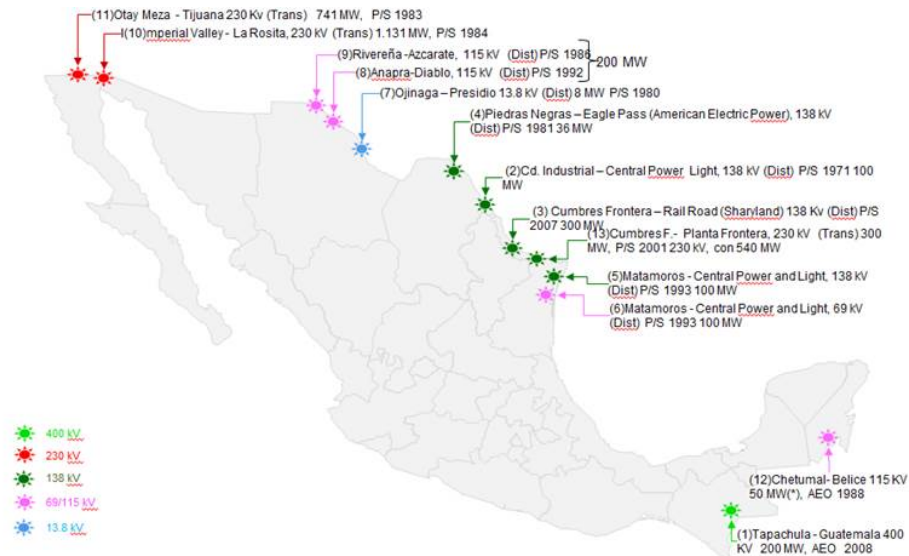 (11)Otay Meza - Tijuana 230 Kv (Trans) 741 MW, P/S 1983
I(10)mperial Valley - La Rosita, 230 kV (Trans) 1.131 MW, P/S 1984
(9)Rivereña -Azcarate, 115 kV (Dist) P/S 1986
(8)Anapra-Diablo, 115 kV (Dist) P/S 1992
200 MW
(7)Ojinaga – Presidio 13.8 kV (Dist) 8 MW P/S 1980
(4)Piedras Negras – Eagle Pass (American Electric Power), 138 kV
(Dist) P/S 1981 36 MW
(2)Cd. Industrial – Central Power Light, 138 kV (Dist) P/S 1971 100
MW
(3) Cumbres Frontera – Rail Road (Sharyland) 138 Kv (Dist) P/S
2007 300 MW
(13)Cumbres F.- Planta Frontera, 230 kV (Trans) 300
MW, P/S 2001 230 kV, con 540 MW
(5)Matamoros - Central Power and Light, 138 kV
(Dist) P/S 1993 100 MW
(6)Matamoros - Central Power and Light, 69 kV
(Dist) P/S 1993 100 MW
400 kV
230 kV
138 kV
69/115 kV
13.8 kV
(12)Chetumal- Belice 115 KV
50 MW(*), AEO 1988
(1)Tapachula - Guatemala 400
KV 200 MW, AEO 2008